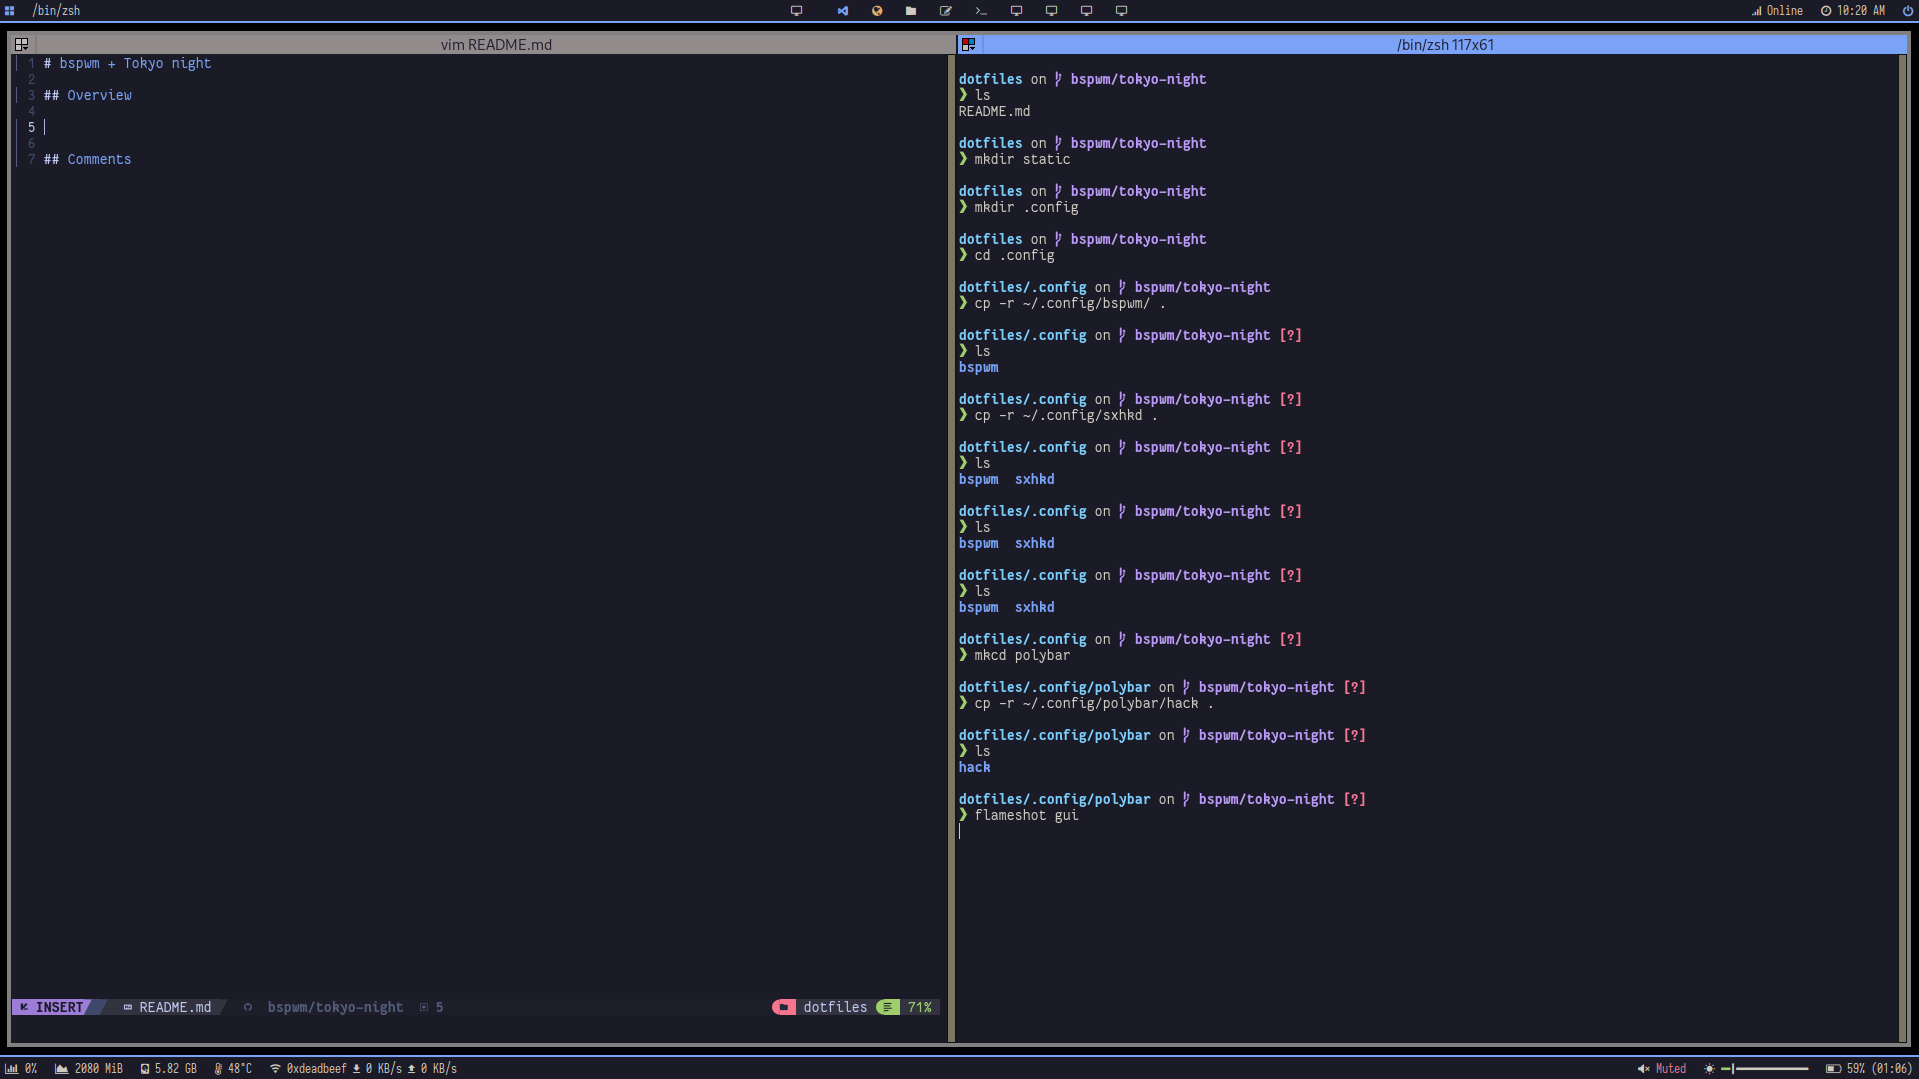 /bin/zsh
Online 10:20 AM
vim README.md
1 # bspwm + Tokyo night
2
3 ## Overview
4
5
6
7 ## Comments
INSERT README.md bspwm/tokyo-night 5 dotfiles 71%
/bin/zsh 117x61
dotfiles on bspwm/tokyo-night
❯ ls
README.md
dotfiles on bspwm/tokyo-night
❯ mkdir static
dotfiles on bspwm/tokyo-night
❯ mkdir .config
dotfiles on bspwm/tokyo-night
❯ cd .config
dotfiles/.config on bspwm/tokyo-night
❯ cp -r ~/.config/bspwm/ .
dotfiles/.config on bspwm/tokyo-night [?]
❯ ls
bspwm
dotfiles/.config on bspwm/tokyo-night [?]
❯ cp -r ~/.config/sxhkd .
dotfiles/.config on bspwm/tokyo-night [?]
❯ ls
bspwm sxhkd
dotfiles/.config on bspwm/tokyo-night [?]
❯ ls
bspwm sxhkd
dotfiles/.config on bspwm/tokyo-night [?]
❯ ls
bspwm sxhkd
dotfiles/.config on bspwm/tokyo-night [?]
❯ mkcd polybar
dotfiles/.config/polybar on bspwm/tokyo-night [?]
❯ cp -r ~/.config/polybar/hack .
dotfiles/.config/polybar on bspwm/tokyo-night [?]
❯ ls
hack
dotfiles/.config/polybar on bspwm/tokyo-night [?]
❯ flameshot gui
0% 2080 MiB 5.82 GB 48°C 0xdeadbeef 0 KB/s 0 KB/s
Muted 59% (01:06)